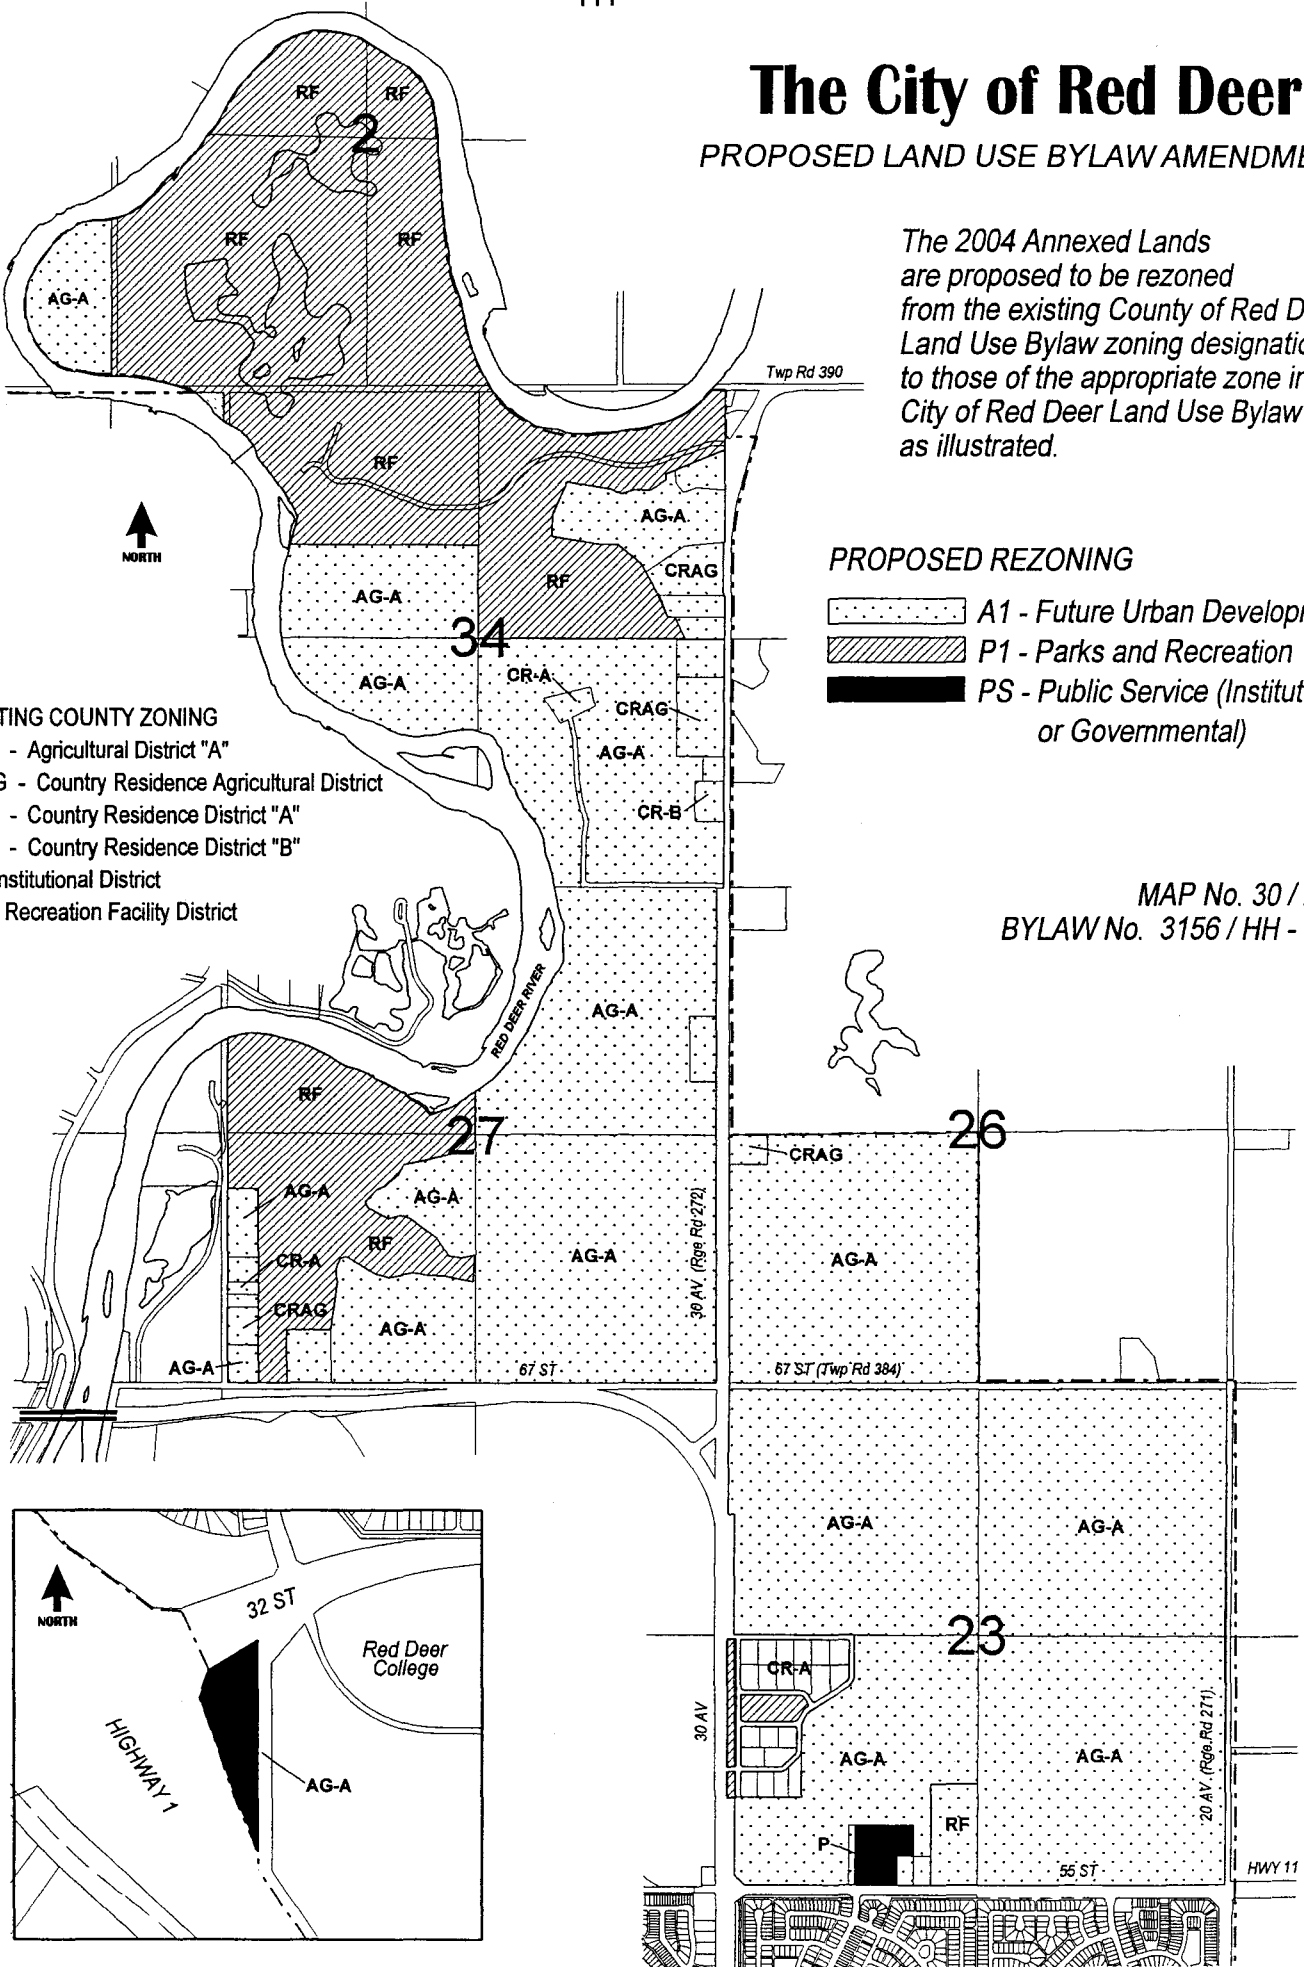 The City of Red Deer
PROPOSED LAND USE BYLAW AMENDME
The 2004 Annexed Lands
are proposed to be rezoned
from the existing County of Red D
Land Use Bylaw zoning designatio
to those of the appropriate zone in
City of Red Deer Land Use Bylaw
as illustrated.
RF
RF
2
RF
RF
AG-A
Twp Rd 390
RF
AG-A
NORTH
CRAG
RF
AG-A
34
PROPOSED REZONING
A1 - Future Urban Develop
P1 - Parks and Recreation
PS - Public Service (Institut
or Governmental)
AG-A
CR-A
CRAG
AG-A
CR-B
TING COUNTY ZONING
- Agricultural District "A"
G - Country Residence Agricultural District
- Country Residence District "A"
- Country Residence District "B"
nstitutional District
Recreation Facility District
MAP No. 30 /
BYLAW No. 3156 / HH -
RED DEER RIVER
AG-A
RF
27
26
CRAG
AG-A
AG-A
RF
CR-A
AG-A
AG-A
30 AV (Rge Rd 272)
CRAG
AG-A
AG-A
67 ST
67 ST (Twp Rd 384)
AG-A
AG-A
23
CR-A
30 AV
AG-A
AG-A
20 AV (Rge Rd 271)
RF
P
55 ST
HWY 11
NORTH
32 ST
Red Deer
College
HIGHWAY 1
AG-A